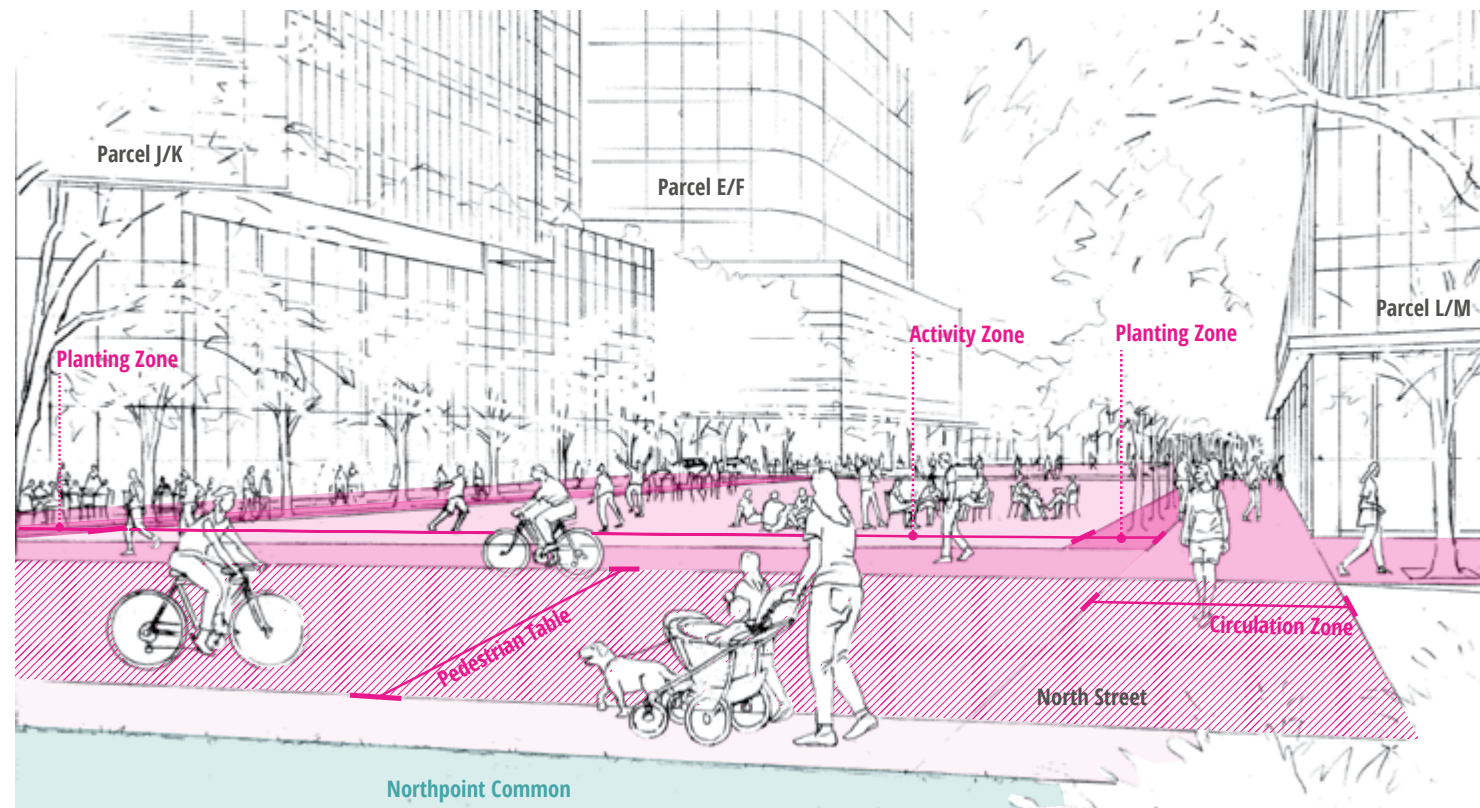 Parcel J/K
Parcel E/F
Parcel L/M
Planting Zone
Activity Zone
Planting Zone
Pedestrian Table
Circulation Zone
North Street
Northpoint Common